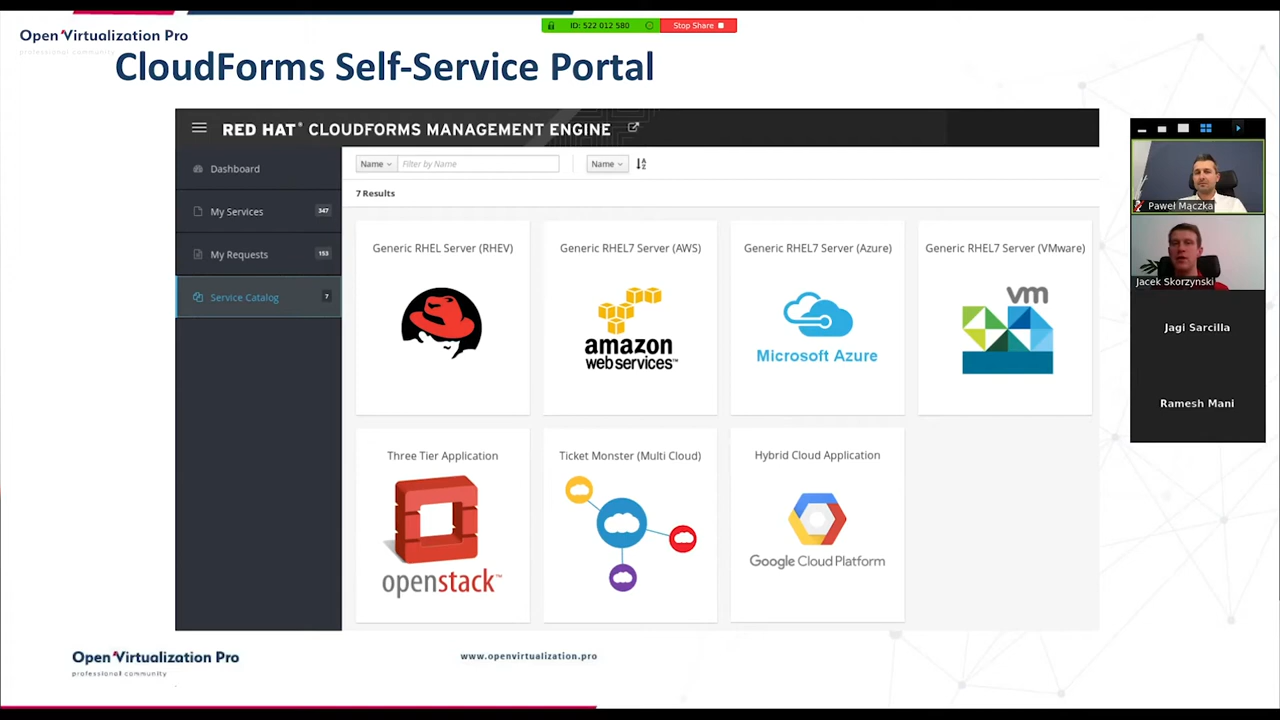 Open Virtualization Pro
professional community
ID: 522 012 580
Stop Share
CloudForms Self-Service Portal
RED HAT® CLOUDFORMS MANAGEMENT ENGINE
Dashboard
My Services 347
My Requests 153
Service Catalog 7
Name Filter by Name Name
7 Results
Generic RHEL Server (RHEV)
Generic RHEL7 Server (AWS)
amazon
web services™
Generic RHEL7 Server (Azure)
Microsoft Azure
Generic RHEL7 Server (VMware)
vm
Three Tier Application
openstack™
Ticket Monster (Multi Cloud)
Hybrid Cloud Application
Google Cloud Platform
Paweł Mączka
Jacek Skorzynski
Jagi Sarcilla
Ramesh Mani
Open Virtualization Pro
professional community
www.openvirtualization.pro